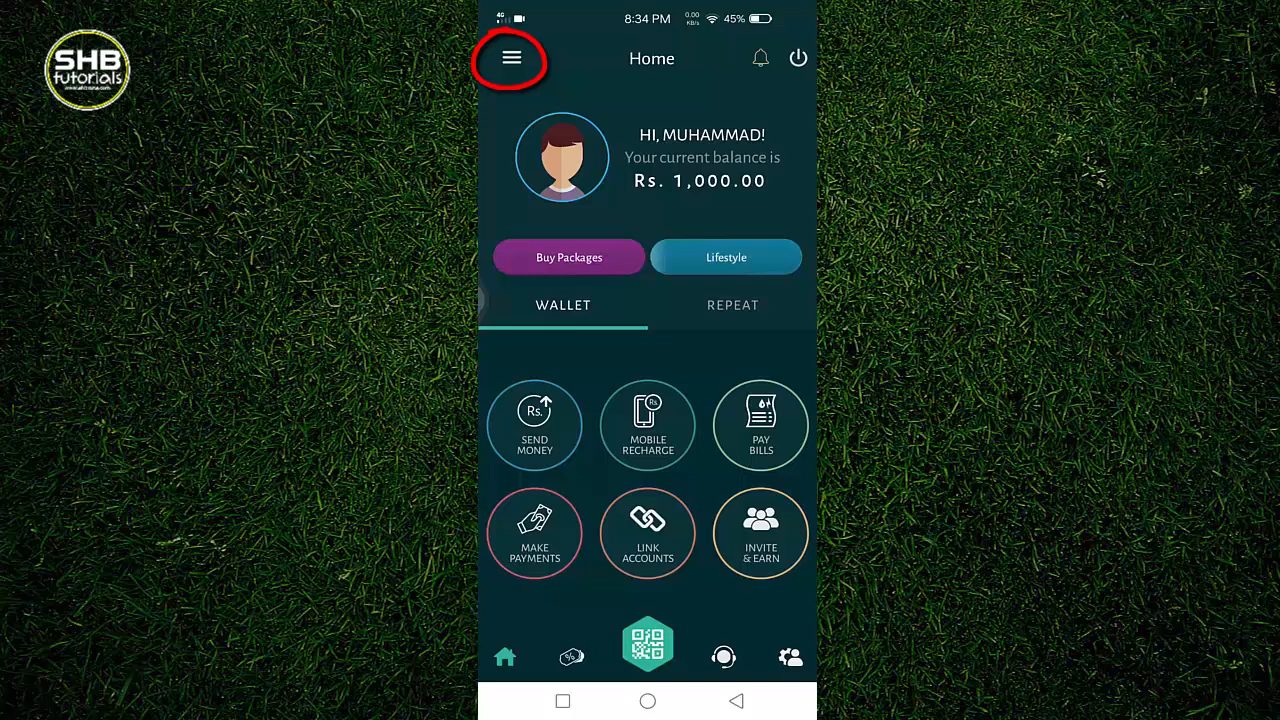 SHB
tutorials
4G
8:34 PM
0.00
KB/s
45%
Home
HI, MUHAMMAD!
Your current balance is
Rs. 1,000.00
Buy Packages
Lifestyle
WALLET
REPEAT
Rs.
SEND
MONEY
Rs.
MOBILE
RECHARGE
PAY
BILLS
MAKE
PAYMENTS
LINK
ACCOUNTS
INVITE
& EARN
%